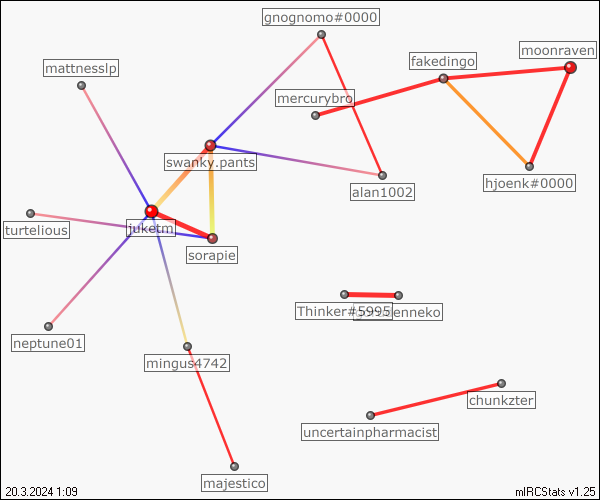 gnognomo#0000
moonraven
fakedingo
mattnesslp
mercurybro
swanky.pants
hjoenk#0000
alan1002
juketm
turtelious
sorapie
Thinker#5995
enneko
neptune01
mingus4742
chunkzter
uncertainpharmacist
majestico
20.3.2024 1:09
mIRCStats v1.25